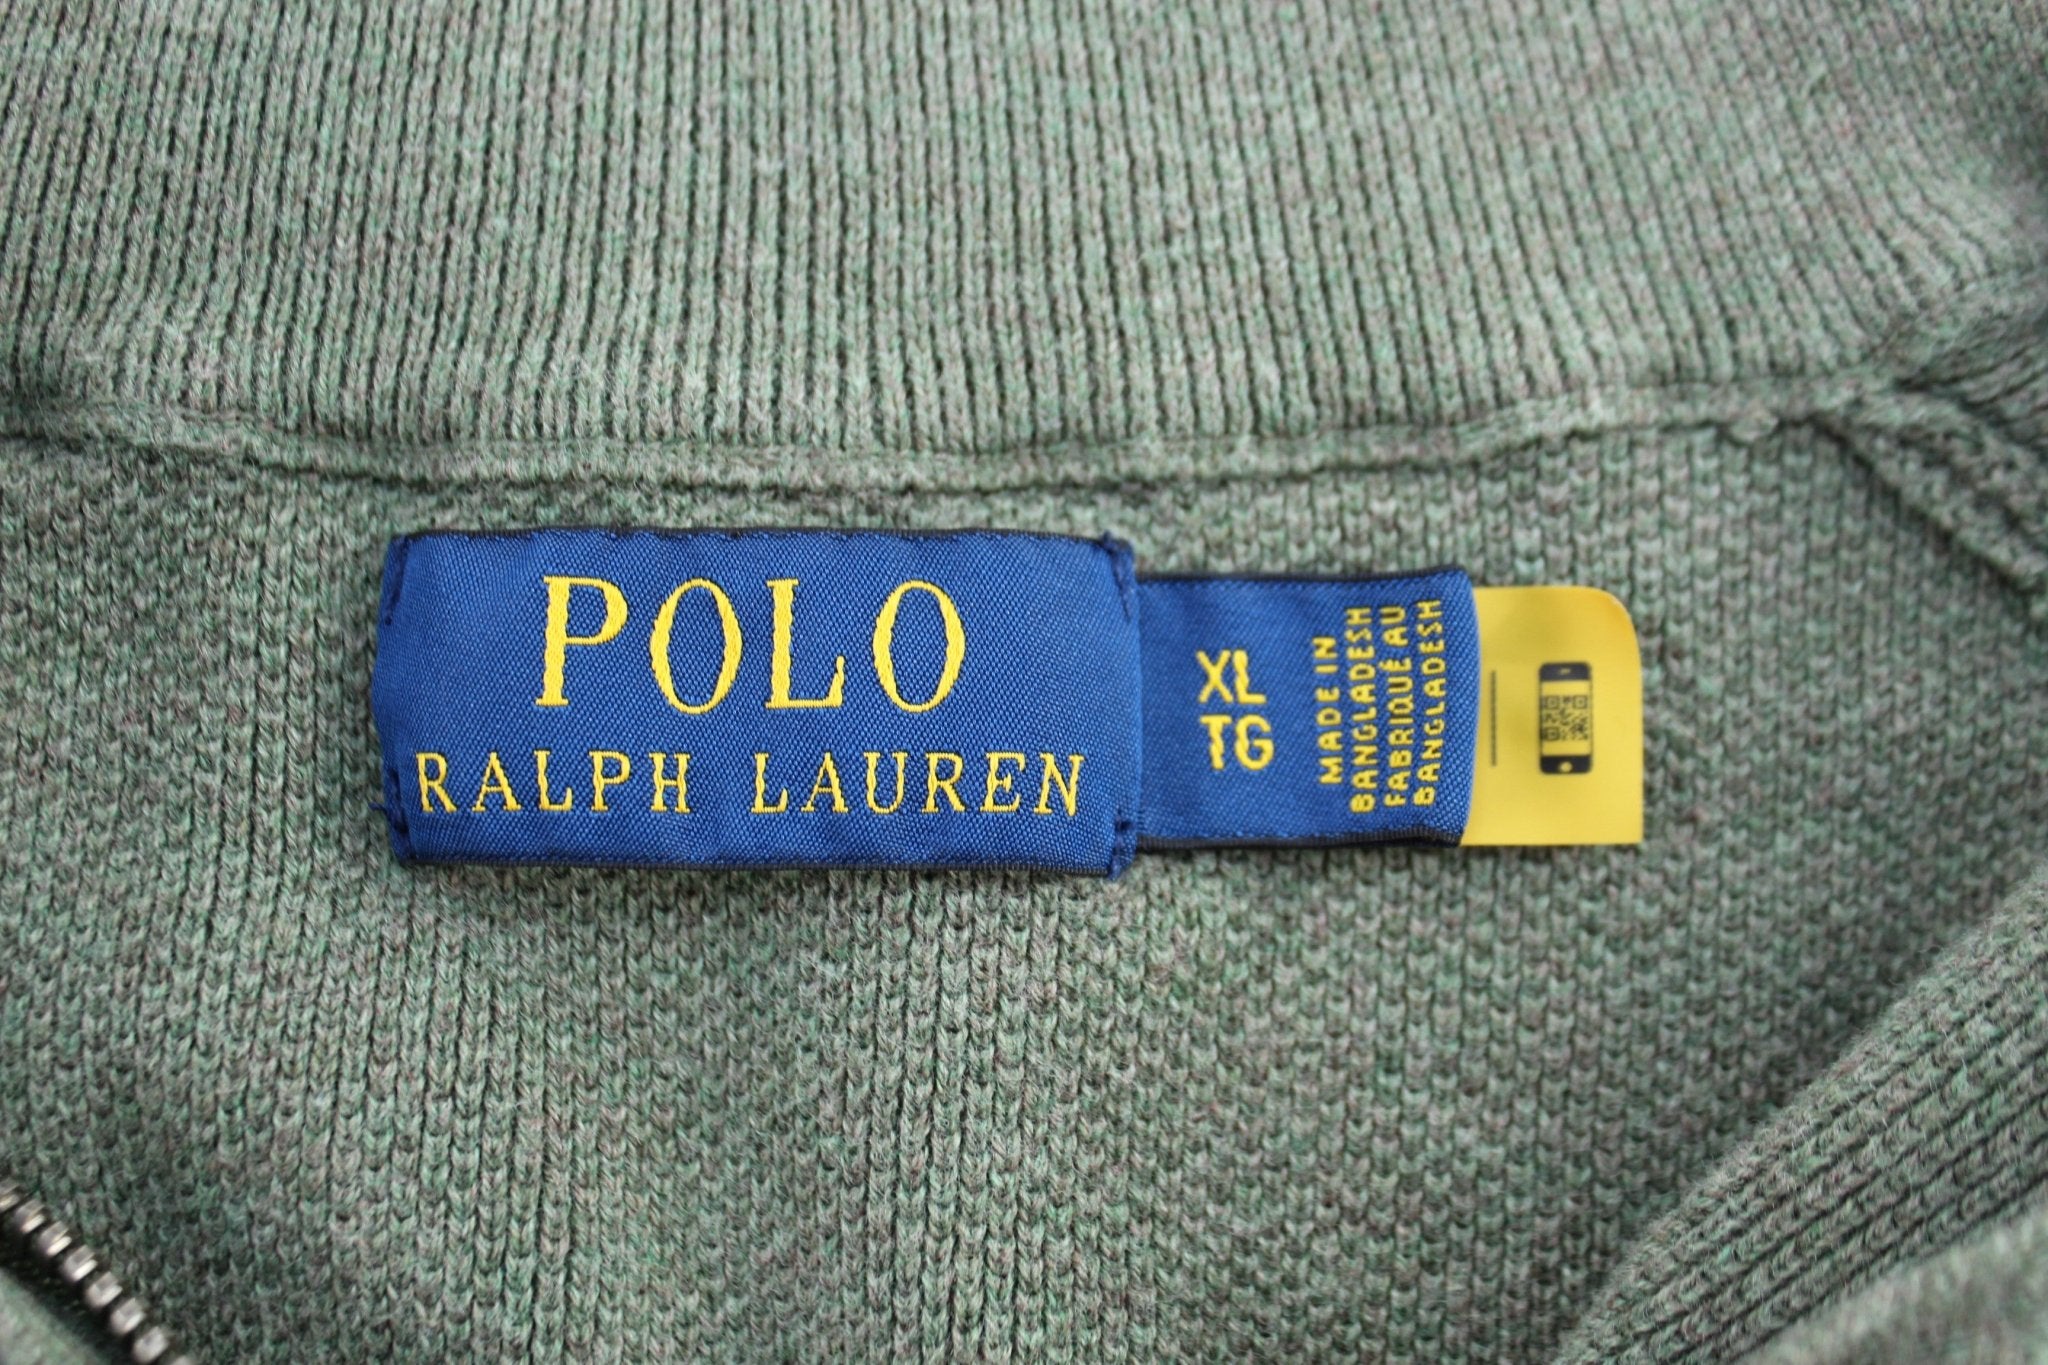 POLO
RALPH LAUREN
XL
TG
MADE IN
BANGLADESH
FABRIQUÉ AU
BANGLADESH